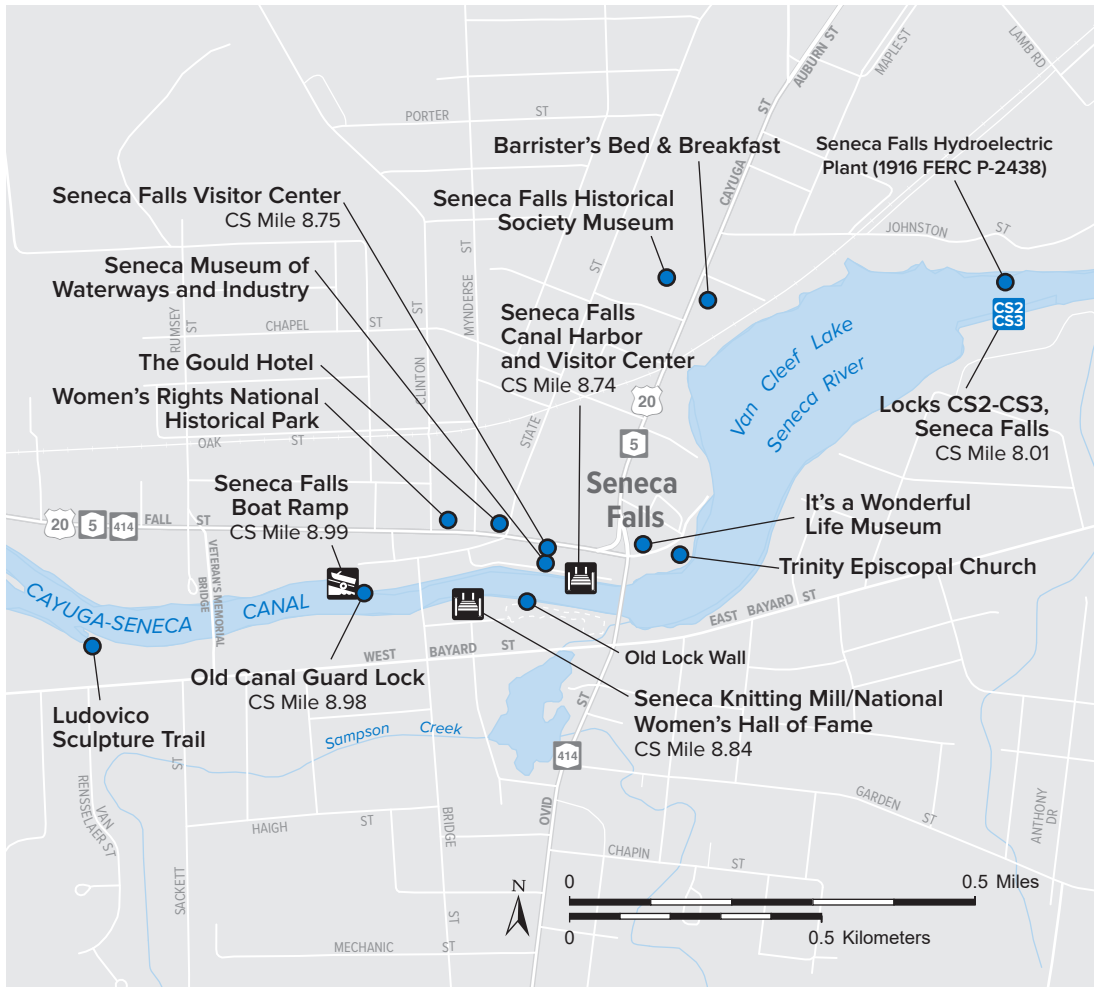 AUBURN ST
MAPLE ST
LAMB RD
PORTER ST
CAYUGA ST
Barrister's Bed & Breakfast
Seneca Falls Hydroelectric
Plant (1916 FERC P-2438)
Seneca Falls Visitor Center
CS Mile 8.75
Seneca Falls Historical
Society Museum
JOHNSTON ST
Seneca Museum of
Waterways and Industry
MYNDERSE ST
STATE ST
RUMSEY ST
CHAPEL ST
CLINTON ST
Seneca Falls
Canal Harbor
and Visitor Center
CS Mile 8.74
CS2
CS3
The Gould Hotel
Van Cleef Lake
Seneca River
Women's Rights National
Historical Park
20
5
Locks CS2-CS3,
Seneca Falls
CS Mile 8.01
OAK ST
Seneca Falls
Boat Ramp
CS Mile 8.99
Seneca
Falls
It's a Wonderful
Life Museum
20
5
414
FALL ST
VETERAN'S MEMORIAL
BRIDGE
Trinity Episcopal Church
CAYUGA-SENECA CANAL
EAST BAYARD ST
WEST BAYARD ST
Old Lock Wall
Old Canal Guard Lock
CS Mile 8.98
Seneca Knitting Mill/National
Women's Hall of Fame
CS Mile 8.84
Ludovico
Sculpture Trail
Sampson Creek
414
OVID ST
VAN
RENSSELAER ST
SACKETT ST
HAIGH ST
BRIDGE ST
GARDEN ST
ANTHONY
DR
CHAPIN ST
MECHANIC ST
N
0 0.5 Miles
0 0.5 Kilometers